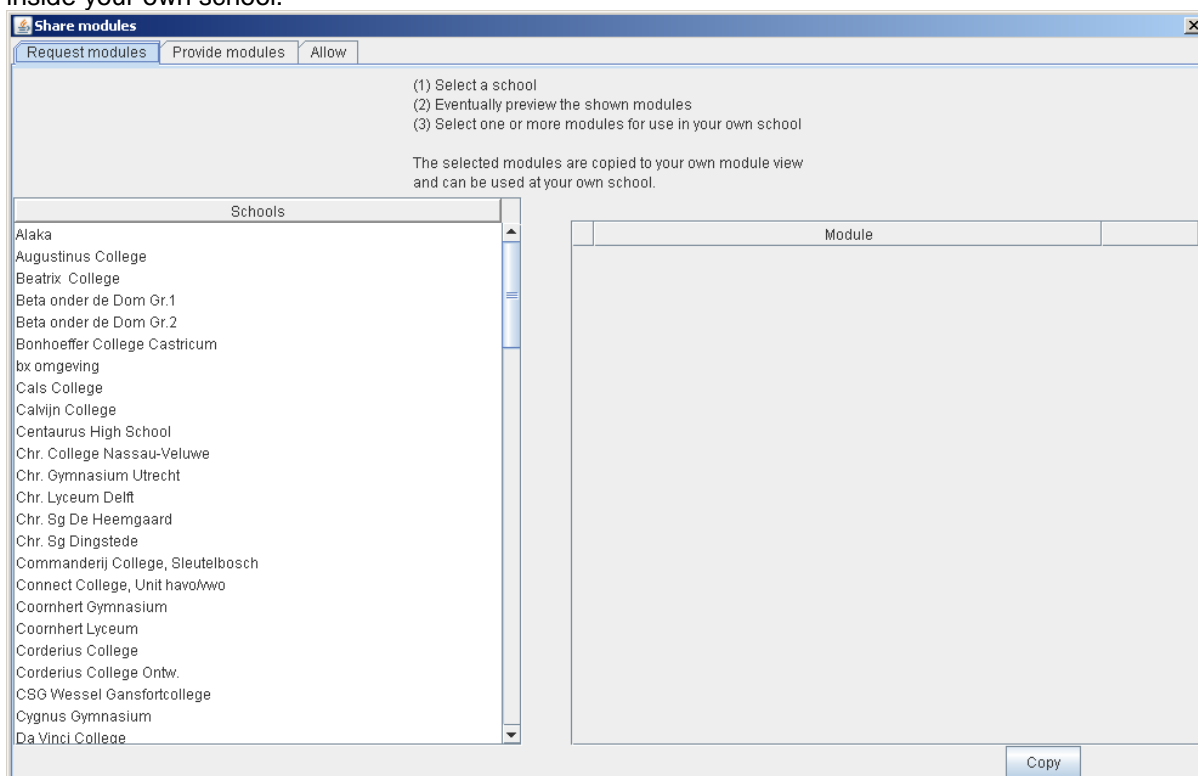 inside your own school.
Share modules
Request modules Provide modules Allow
(1) Select a school
(2) Eventually preview the shown modules
(3) Select one or more modules for use in your own school
The selected modules are copied to your own module view
and can be used at your own school.
Schools
Module
Alaka
Augustinus College
Beatrix College
Beta onder de Dom Gr.1
Beta onder de Dom Gr.2
Bonhoeffer College Castricum
bx omgeving
Cals College
Calvijn College
Centaurus High School
Chr. College Nassau-Veluwe
Chr. Gymnasium Utrecht
Chr. Lyceum Delft
Chr. Sg De Heemgaard
Chr. Sg Dingstede
Commanderij College, Sleutelbosch
Connect College, Unit havo/vwo
Coornhert Gymnasium
Coornhert Lyceum
Corderius College
Corderius College Ontw.
CSG Wessel Gansfortcollege
Cygnus Gymnasium
Da Vinci College
Copy